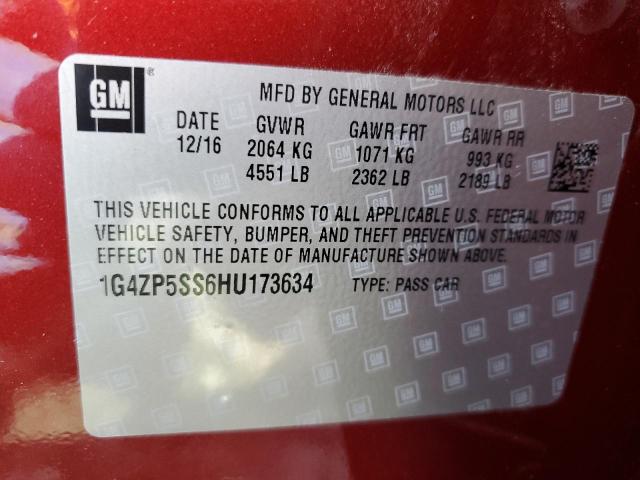 GM
MFD BY GENERAL MOTORS LLC
DATE GVWR GAWR FRT GAWR RR
12/16 2064 KG 1071 KG 993 KG
4551 LB 2362 LB 2189 LB
THIS VEHICLE CONFORMS TO ALL APPLICABLE U.S. FEDERAL MOTOR
VEHICLE SAFETY, BUMPER, AND THEFT PREVENTION STANDARDS IN
EFFECT ON THE DATE OF MANUFACTURE SHOWN ABOVE.
1G4ZP5SS6HU173634 TYPE: PASS CAR